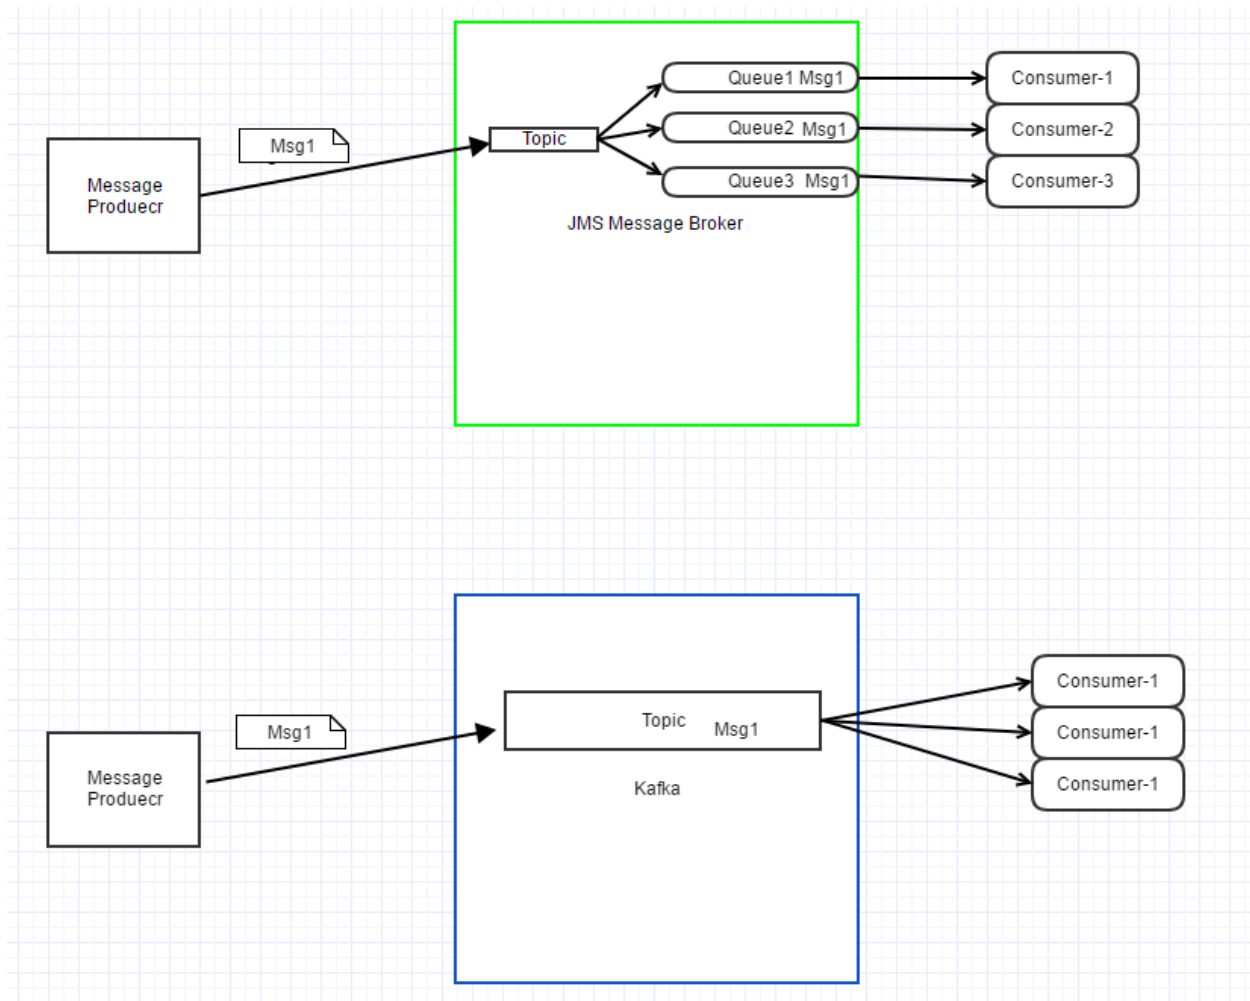 Msg1
Message
Produecr
Topic
Queue1 Msg1
Queue2 Msg1
Queue3 Msg1
JMS Message Broker
Consumer-1
Consumer-2
Consumer-3
Msg1
Message
Produecr
Topic
Msg1
Kafka
Consumer-1
Consumer-1
Consumer-1